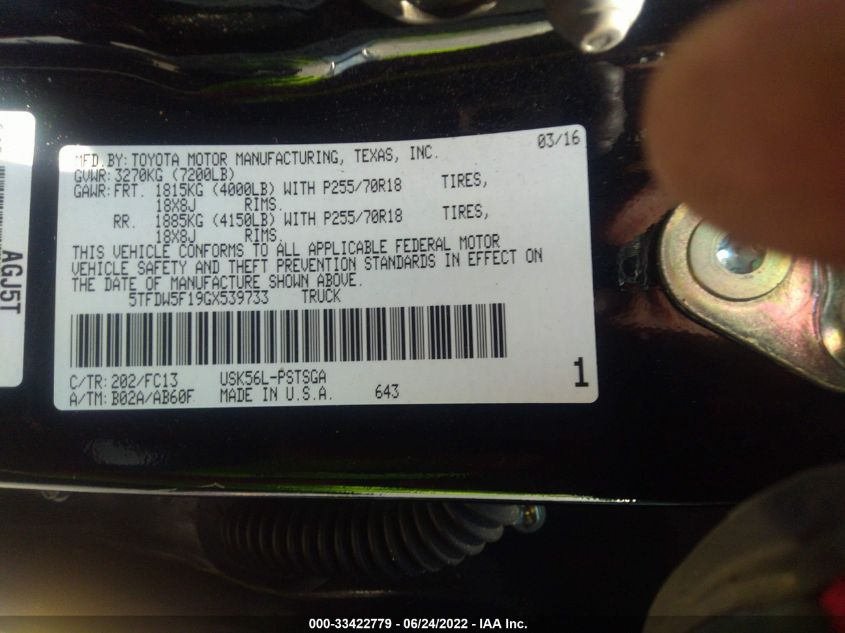 MFD.BY: TOYOTA MOTOR MANUFACTURING, TEXAS, INC. 03/16
GVWR: 3270KG (7200LB)
GAWR: FRT. 1815KG (4000LB) WITH P255/70R18 TIRES,
18X8J RIMS.
RR. 1885KG (4150LB) WITH P255/70R18 TIRES,
18X8J RIMS.
THIS VEHICLE CONFORMS TO ALL APPLICABLE FEDERAL MOTOR
VEHICLE SAFETY AND THEFT PREVENTION STANDARDS IN EFFECT ON
THE DATE OF MANUFACTURE SHOWN ABOVE.
5TFDW5F19GX539733 TRUCK
C/TR: 202/FC13 USK56L-PSTSGA
A/TM: B02A/AB60F MADE IN U.S.A. 643
1
AGJ5T
000-33422779 - 06/24/2022 - IAA Inc.